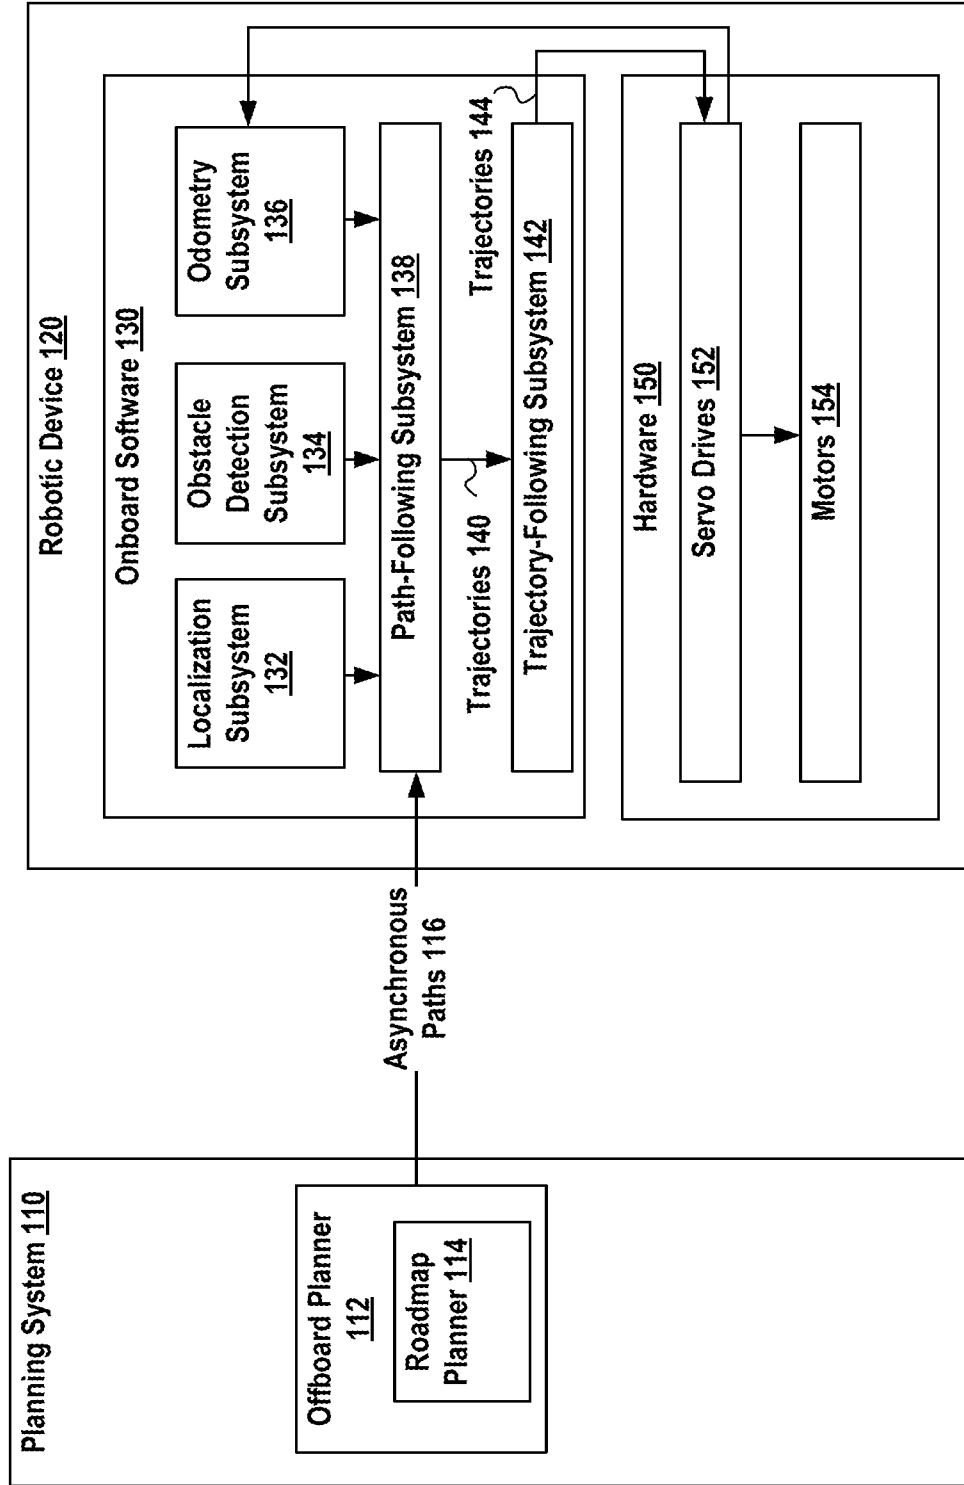 Planning System 110
Offboard Planner
112
Roadmap
Planner 114
Asynchronous
Paths 116
Robotic Device 120
Onboard Software 130
Localization
Subsystem
132
Obstacle
Detection
Subsystem
134
Odometry
Subsystem
136
Path-Following Subsystem 138
Trajectories 140
Trajectories 144
Trajectory-Following Subsystem 142
Hardware 150
Servo Drives 152
Motors 154